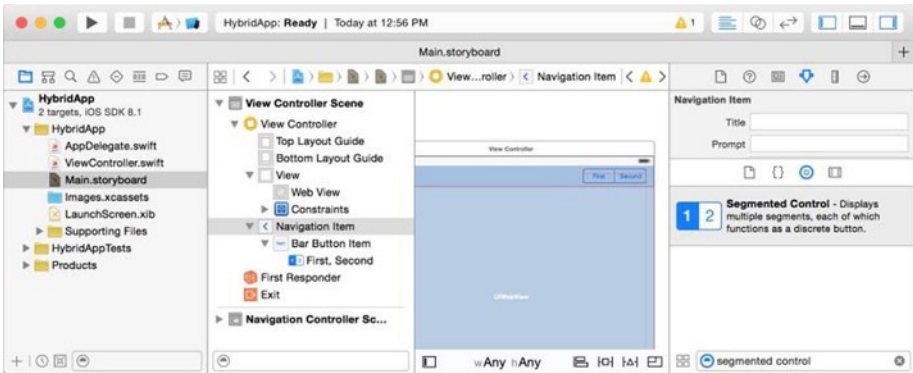 HybridApp: Ready | Today at 12:56 PM
1
Main.storyboard
View...roller
Navigation Item
HybridApp
2 targets, iOS SDK 8.1
HybridApp
AppDelegate.swift
ViewController.swift
Main.storyboard
Images.xcassets
LaunchScreen.xib
Supporting Files
HybridAppTests
Products
View Controller Scene
View Controller
Top Layout Guide
Bottom Layout Guide
View
Web View
Constraints
Navigation Item
Bar Button Item
First, Second
First Responder
Exit
Navigation Controller Sc...
View Controller
First Second
UIWebView
wAny hAny
Navigation Item
Title
Prompt
1 2
Segmented Control - Displays
multiple segments, each of which
functions as a discrete button.
segmented control